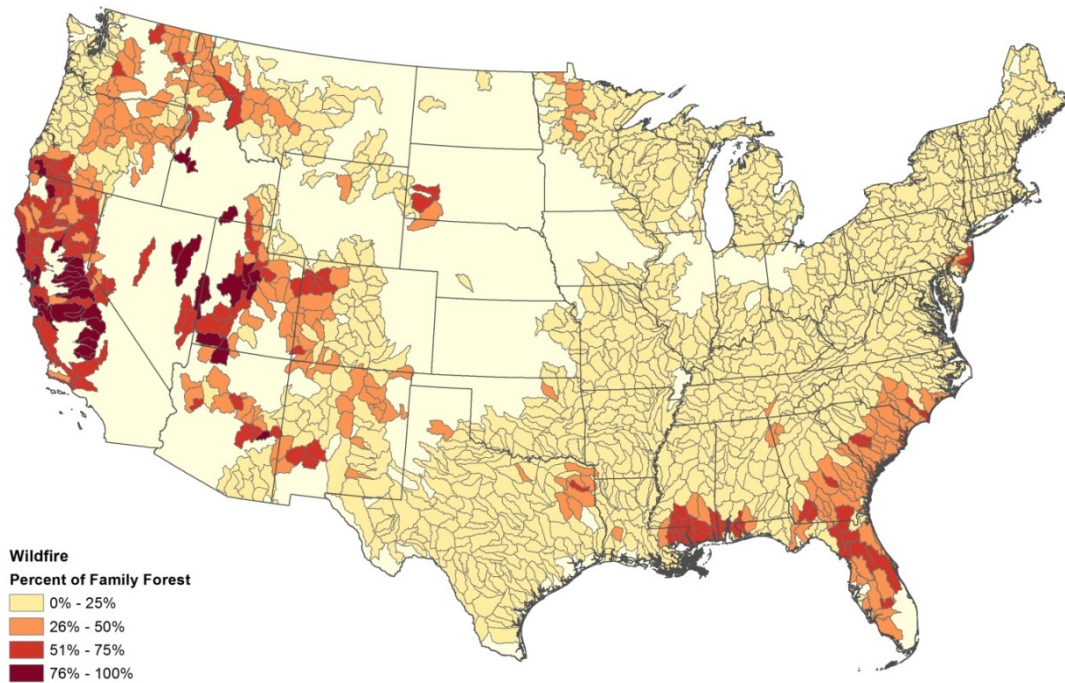 Wildfire
Percent of Family Forest
0% - 25%
26% - 50%
51% - 75%
76% - 100%